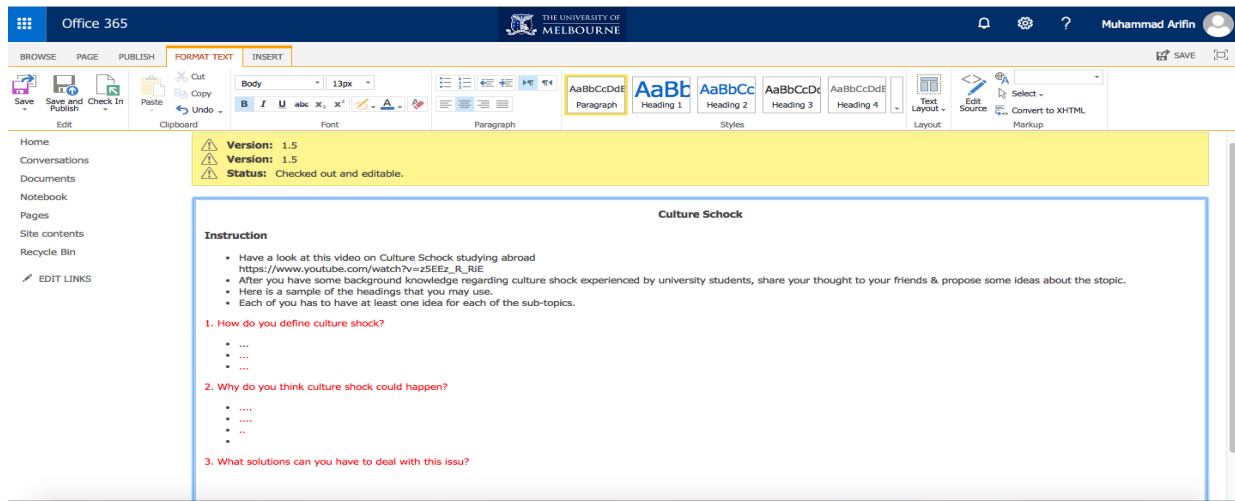 Office 365
THE UNIVERSITY OF
MELBOURNE
?
Muhammad Arifin
BROWSE PAGE PUBLISH FORMAT TEXT INSERT
SAVE
Save
Save and Publish
Check In
Edit
Paste
Cut
Copy
Undo
Clipboard
Body 13px
B I U abc x₂ x² A
Font
Paragraph
AaBbCcDdE
Paragraph
AaBb
Heading 1
AaBbCc
Heading 2
AaBbCcDc
Heading 3
AaBbCcDdE
Heading 4
Styles
Text Layout
Layout
Edit Source
Select
Convert to XHTML
Markup
Home
Conversations
Documents
Notebook
Pages
Site contents
Recycle Bin
EDIT LINKS
Version: 1.5
Version: 1.5
Status: Checked out and editable.
Culture Schock
Instruction
• Have a look at this video on Culture Schock studying abroad
https://www.youtube.com/watch?v=z5EEz_R_RiE
• After you have some background knowledge regarding culture shock experienced by university students, share your thought to your friends & propose some ideas about the stopic.
• Here is a sample of the headings that you may use.
• Each of you has to have at least one idea for each of the sub-topics.
1. How do you define culture shock?
• ...
• ...
• ...
2. Why do you think culture shock could happen?
• ....
• ....
• ..
•
3. What solutions can you have to deal with this issu?